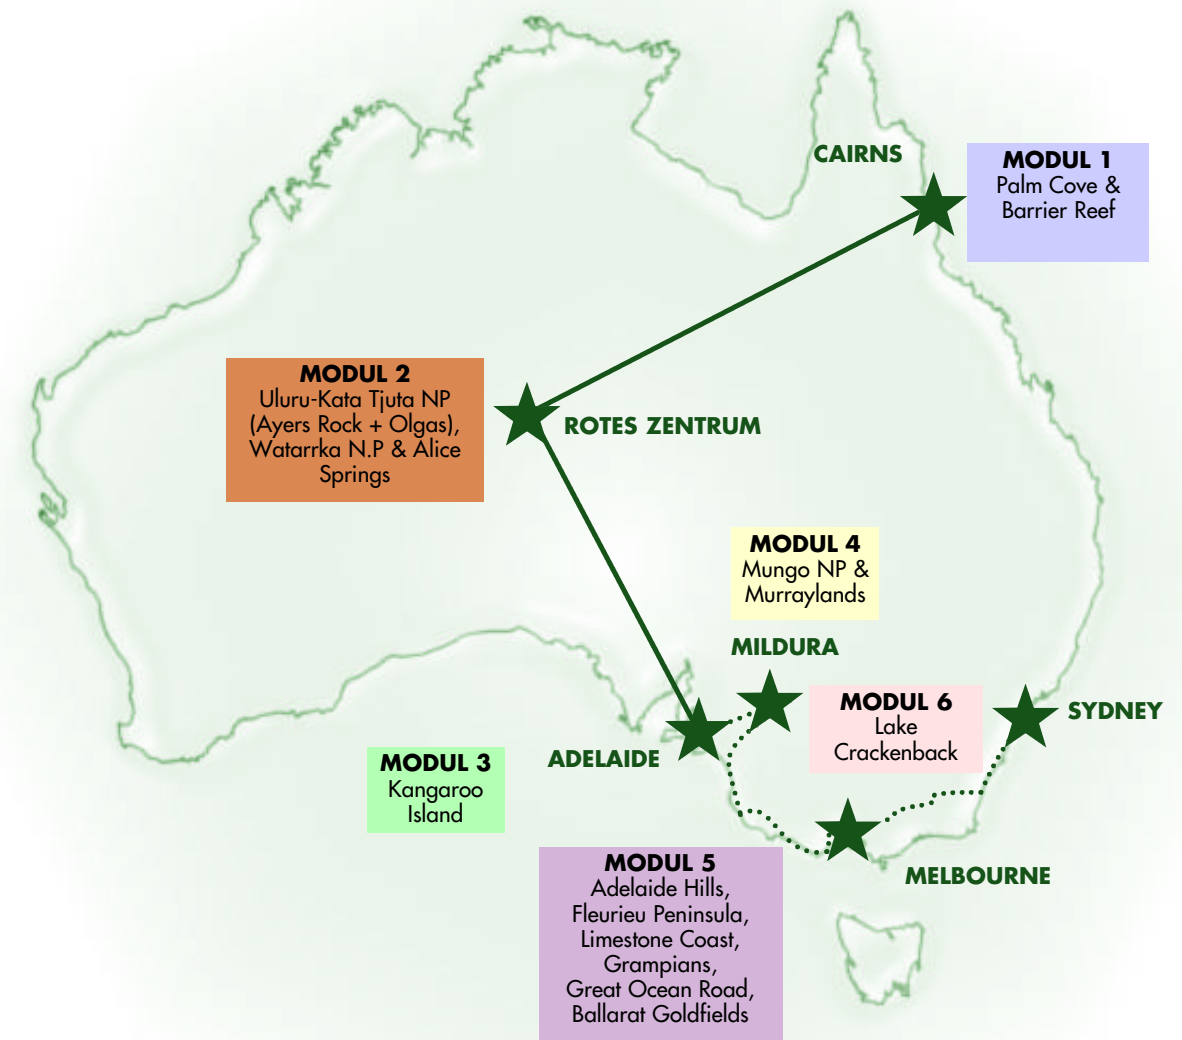 CAIRNS
MODUL 1
Palm Cove &
Barrier Reef
MODUL 2
Uluru-Kata Tjuta NP
(Ayers Rock + Olgas),
Watarrka N.P & Alice
Springs
ROTES ZENTRUM
MODUL 4
Mungo NP &
Murraylands
MILDURA
MODUL 6
Lake
Crackenback
SYDNEY
ADELAIDE
MODUL 3
Kangaroo
Island
MODUL 5
Adelaide Hills,
Fleurieu Peninsula,
Limestone Coast,
Grampians,
Great Ocean Road,
Ballarat Goldfields
MELBOURNE